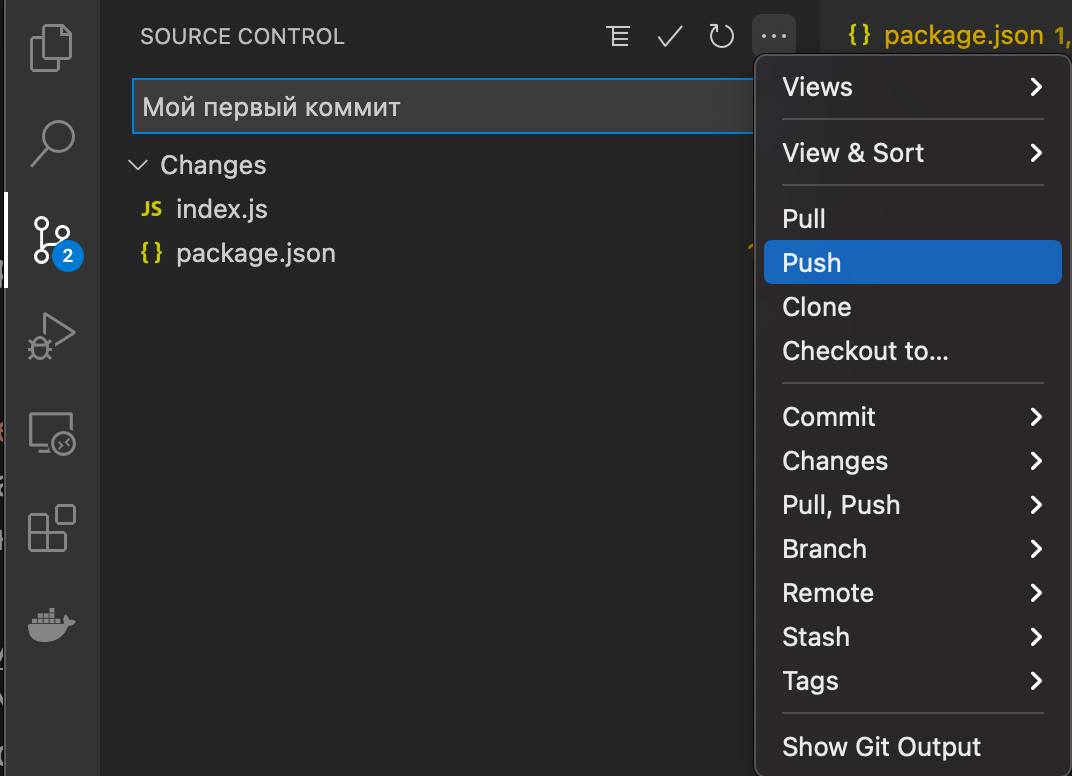 SOURCE CONTROL
{} package.json 1,
Мой первый коммит
Changes
JS index.js
{} package.json
2
Views
View & Sort
Pull
Push
Clone
Checkout to...
Commit
Changes
Pull, Push
Branch
Remote
Stash
Tags
Show Git Output